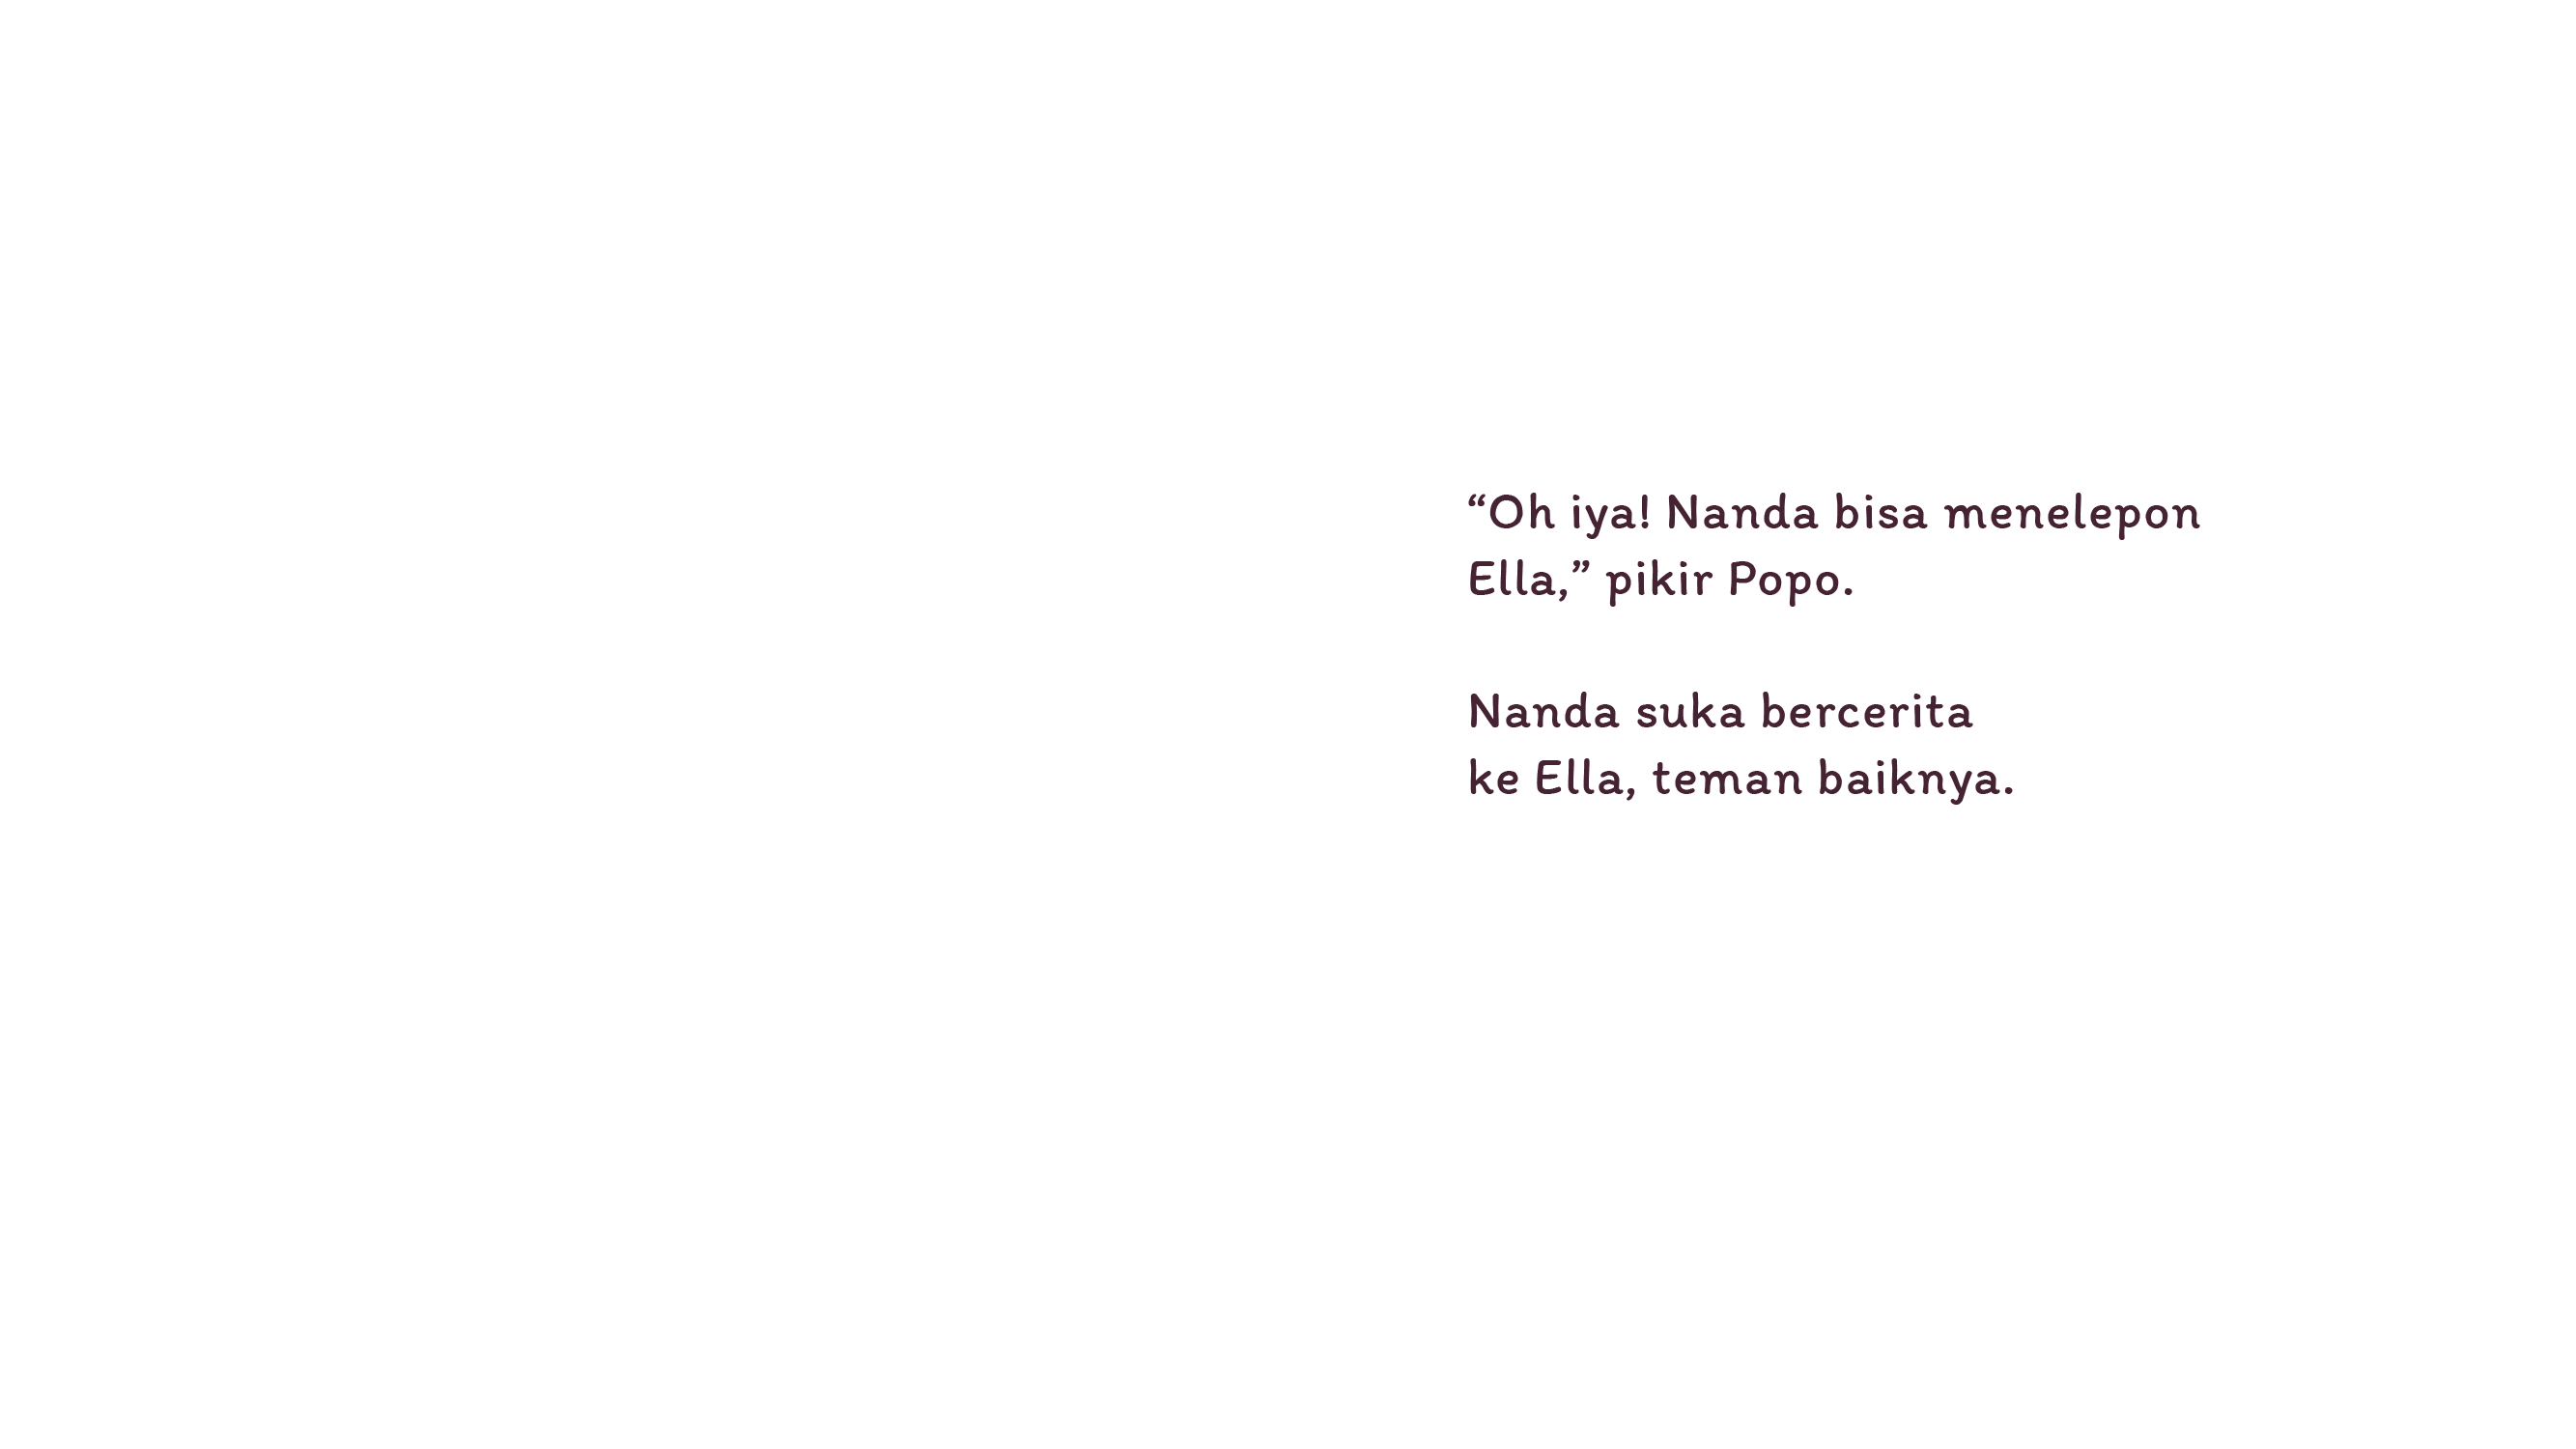 “Oh iya! Nanda bisa menelepon
Ella,” pikir Popo.
Nanda suka bercerita
ke Ella, teman baiknya.